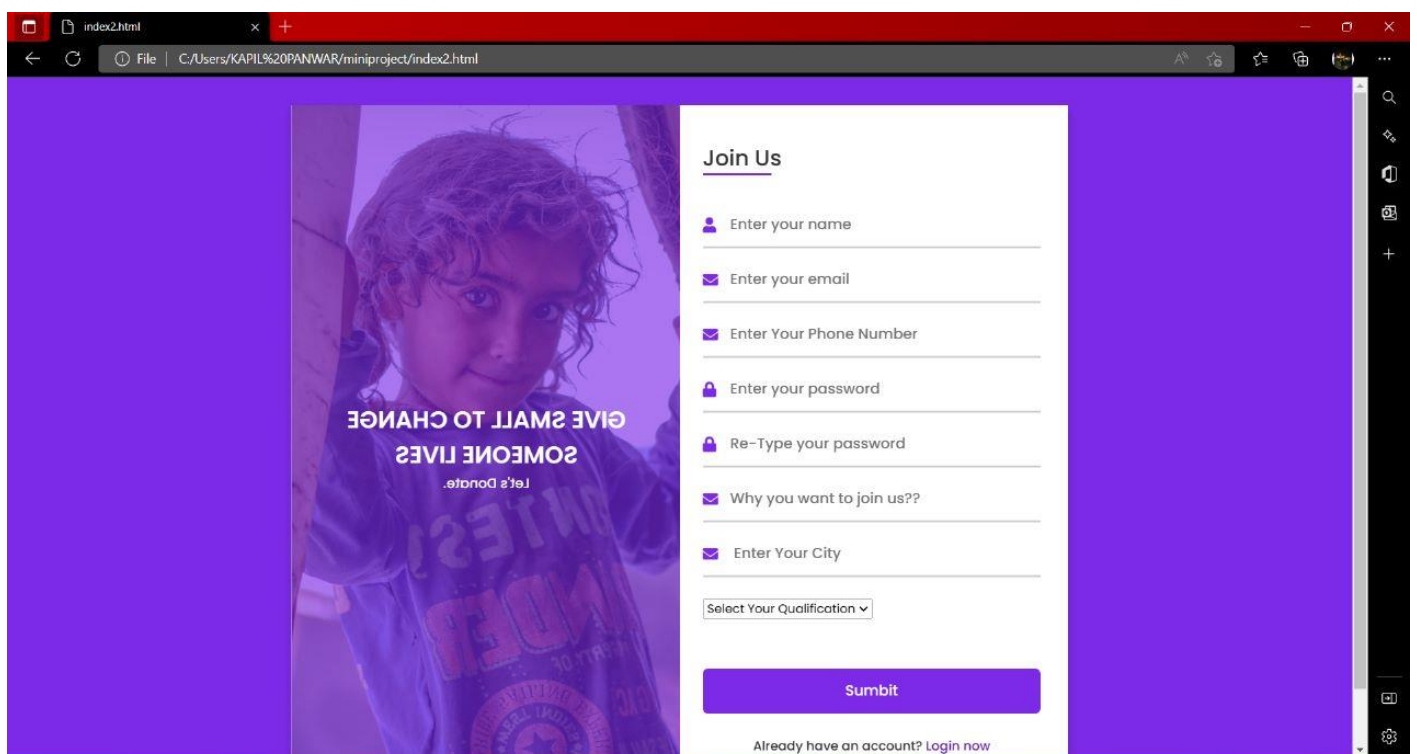 index2.html
File | C:/Users/KAPIL%20PANWAR/miniproject/index2.html
GIVE SMALL TO CHANGE
SOMEONE LIVES
Let's Donate.
Join Us
Enter your name
Enter your email
Enter Your Phone Number
Enter your password
Re-Type your password
Why you want to join us??
Enter Your City
Select Your Qualification
Sumbit
Already have an account? Login now